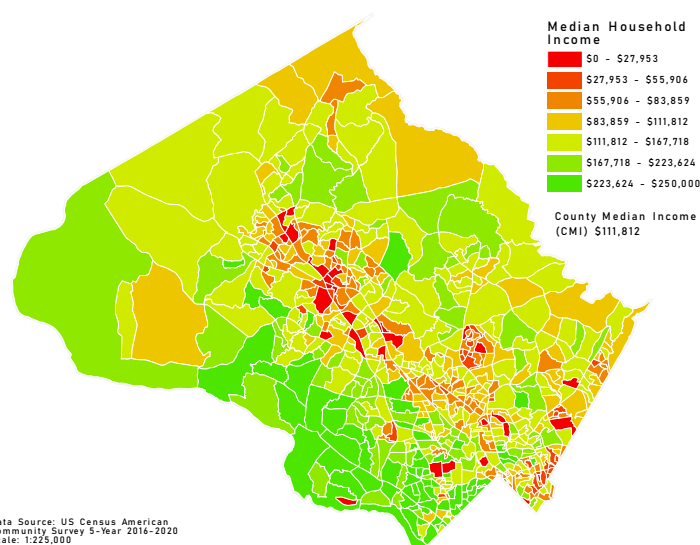 Median Household
Income
$0 - $27,953
$27,953 - $55,906
$55,906 - $83,859
$83,859 - $111,812
$111,812 - $167,718
$167,718 - $223,624
$223,624 - $250,000
County Median Income
(CMI) $111,812
ata Source: US Census American
ommunity Survey 5-Year 2016-2020
cale: 1:225,000